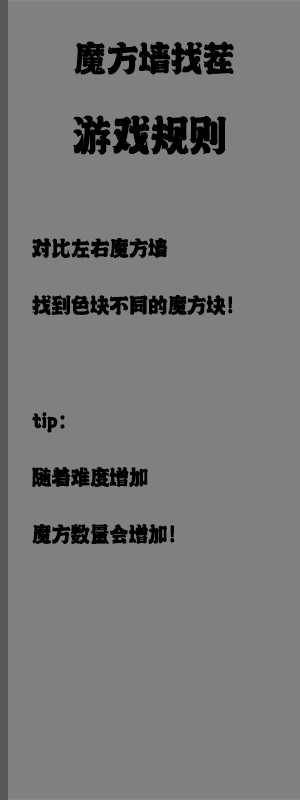 魔方墙找茬
游戏规则
对比左右魔方墙
找到色块不同的魔方块!
tip:
随着难度增加
魔方数量会增加!